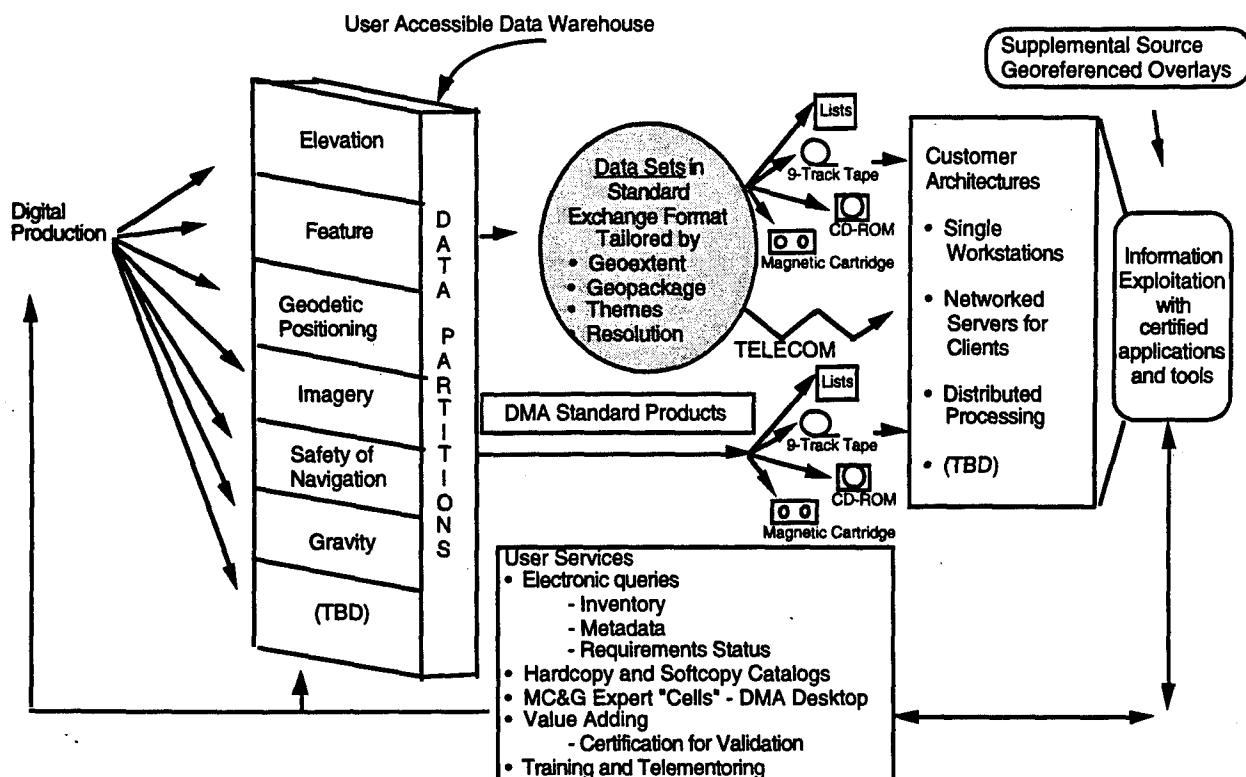 User Accessible Data Warehouse
Supplemental Source
Georeferenced Overlays
Digital
Production
Elevation
Feature
Geodetic
Positioning
Imagery
Safety of
Navigation
Gravity
(TBD)
DATA PARTITIONS
Data Sets in
Standard
Exchange Format
Tailored by
• Geoextent
• Geopackage
• Themes
• Resolution
Lists
9-Track Tape
CD-ROM
Magnetic Cartridge
TELECOM
DMA Standard Products
Lists
9-Track Tape
CD-ROM
Magnetic Cartridge
Customer
Architectures
• Single
Workstations
• Networked
Servers for
Clients
• Distributed
Processing
• (TBD)
Information
Exploitation
with
certified
applications
and tools
User Services
• Electronic queries
- Inventory
- Metadata
- Requirements Status
• Hardcopy and Softcopy Catalogs
• MC&G Expert "Cells" - DMA Desktop
• Value Adding
- Certification for Validation
• Training and Telementoring